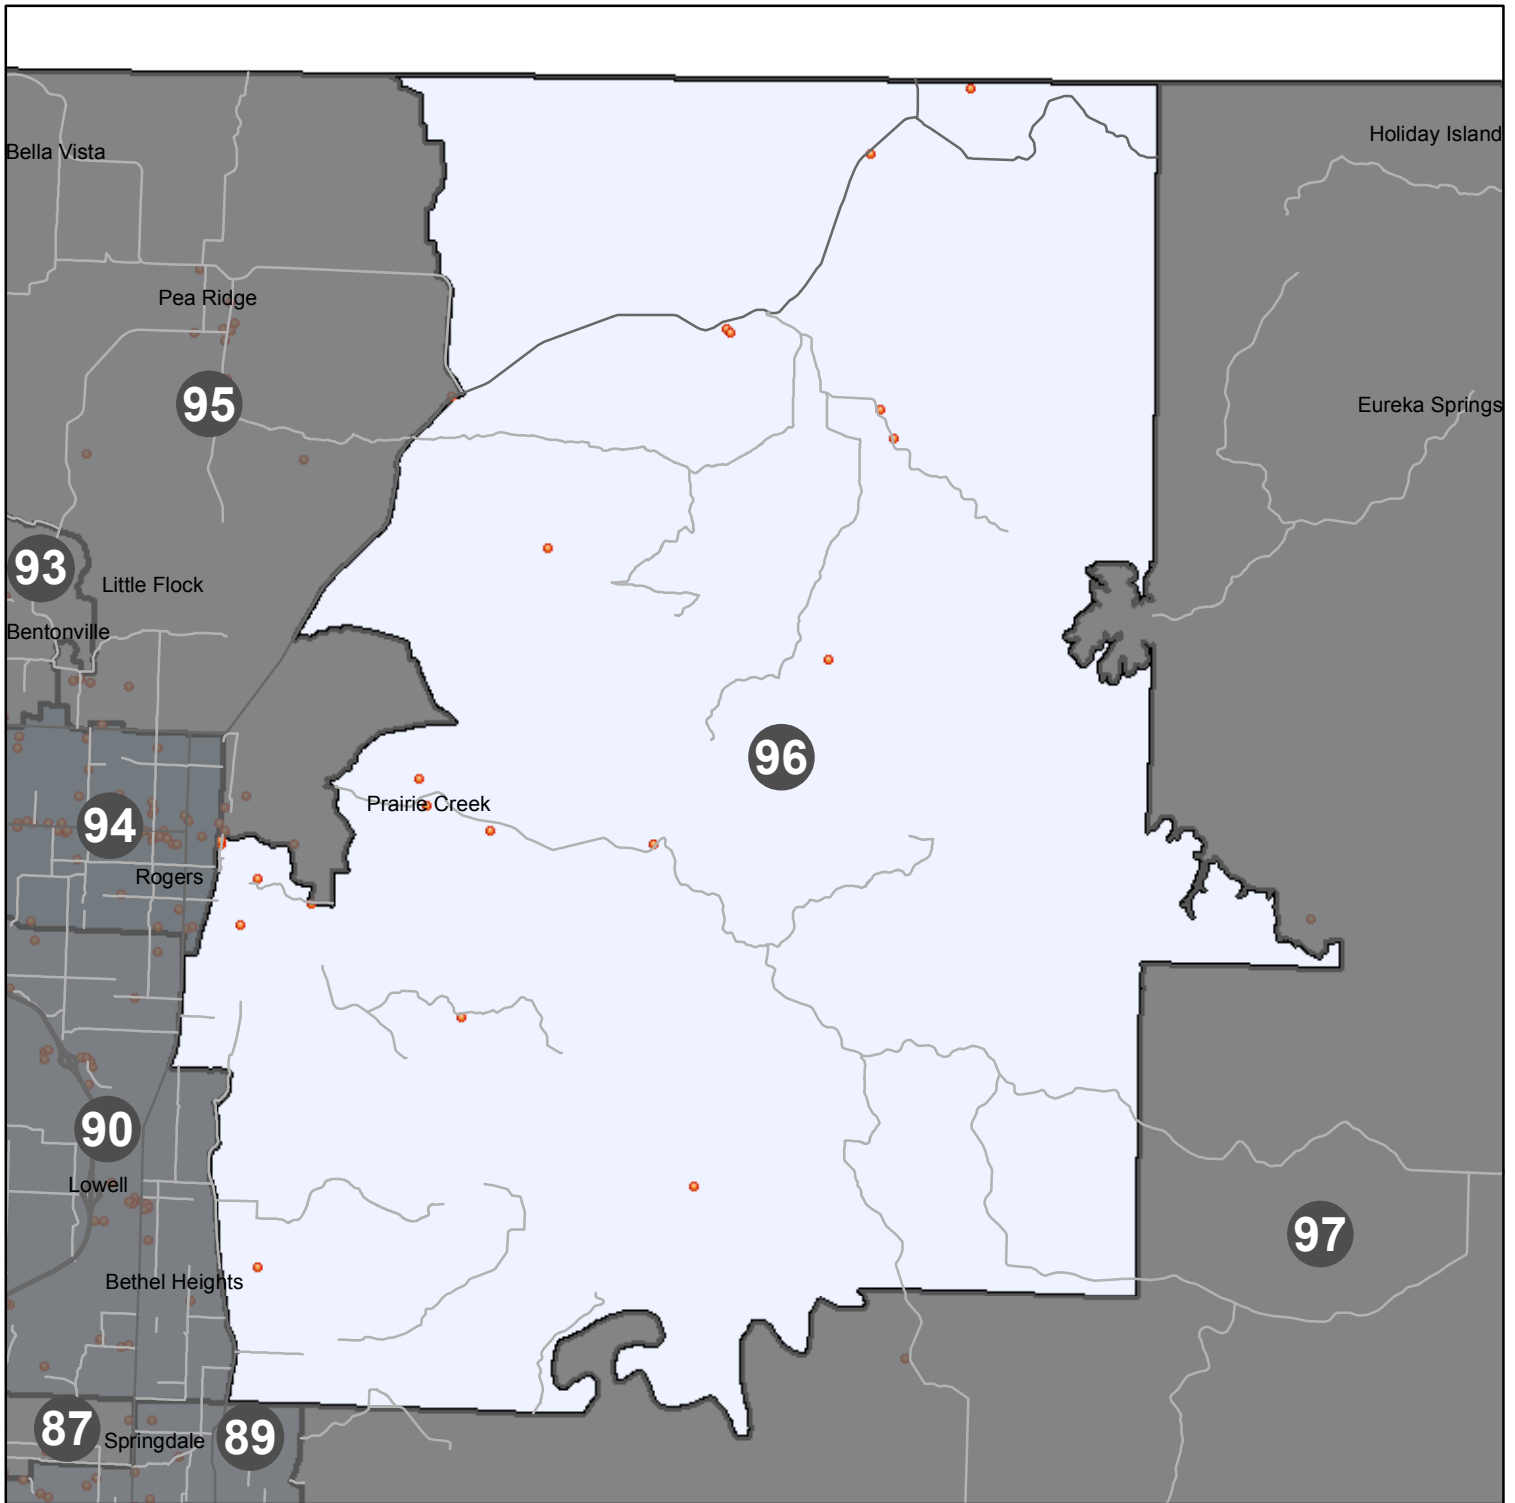 Holiday Island
Bella Vista
Pea Ridge
95
Eureka Springs
93
Little Flock
Bentonville
96
Prairie Creek
94
Rogers
90
Lowell
97
Bethel Heights
87
Springdale
89